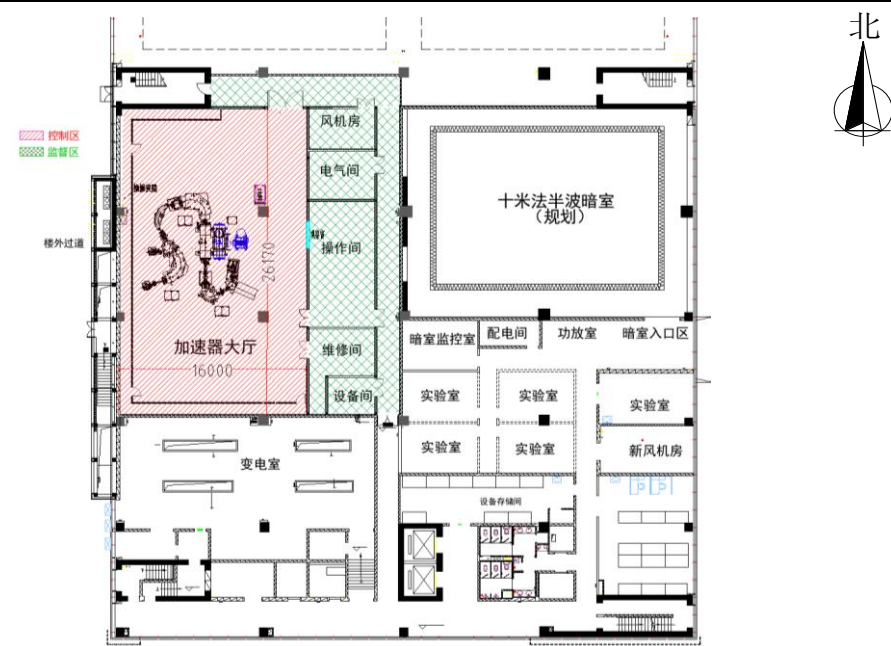 北
控制区
监督区
风机房
电气间
十米法半波暗室
（规划）
楼外过道
操作间
26170
加速器大厅
16000
维修间
设备间
暗室监控室
配电间
功放室
暗室入口区
实验室
实验室
实验室
实验室
实验室
新风机房
变电室
设备存储间